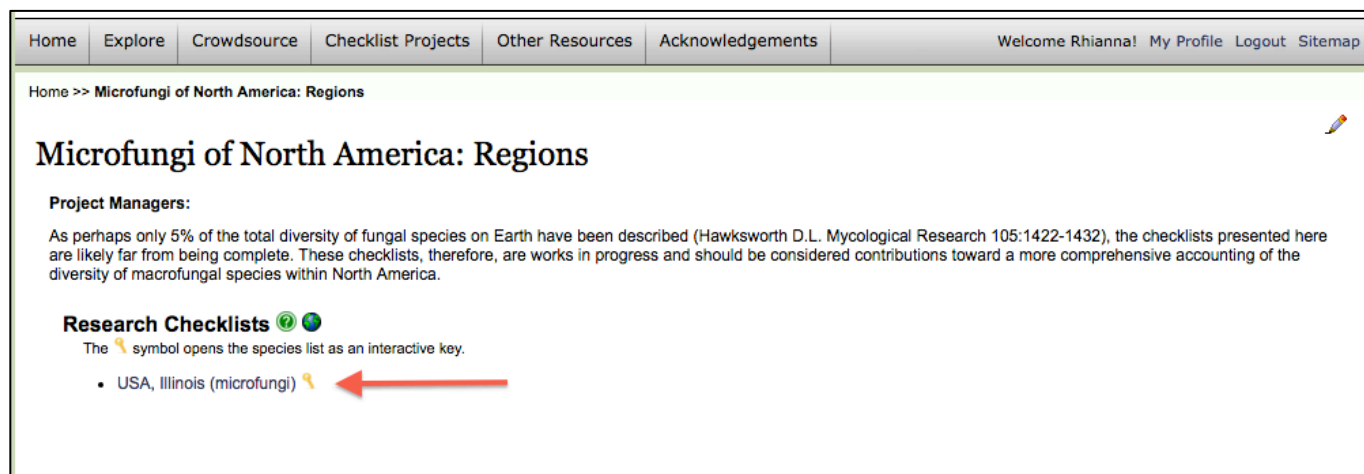 Home Explore Crowdsource Checklist Projects Other Resources Acknowledgements Welcome Rhianna! My Profile Logout Sitemap
Home >> Microfungi of North America: Regions
Microfungi of North America: Regions
Project Managers:
As perhaps only 5% of the total diversity of fungal species on Earth have been described (Hawksworth D.L. Mycological Research 105:1422-1432), the checklists presented here
are likely far from being complete. These checklists, therefore, are works in progress and should be considered contributions toward a more comprehensive accounting of the
diversity of macrofungal species within North America.
Research Checklists ?
The symbol opens the species list as an interactive key.
• USA, Illinois (microfungi)